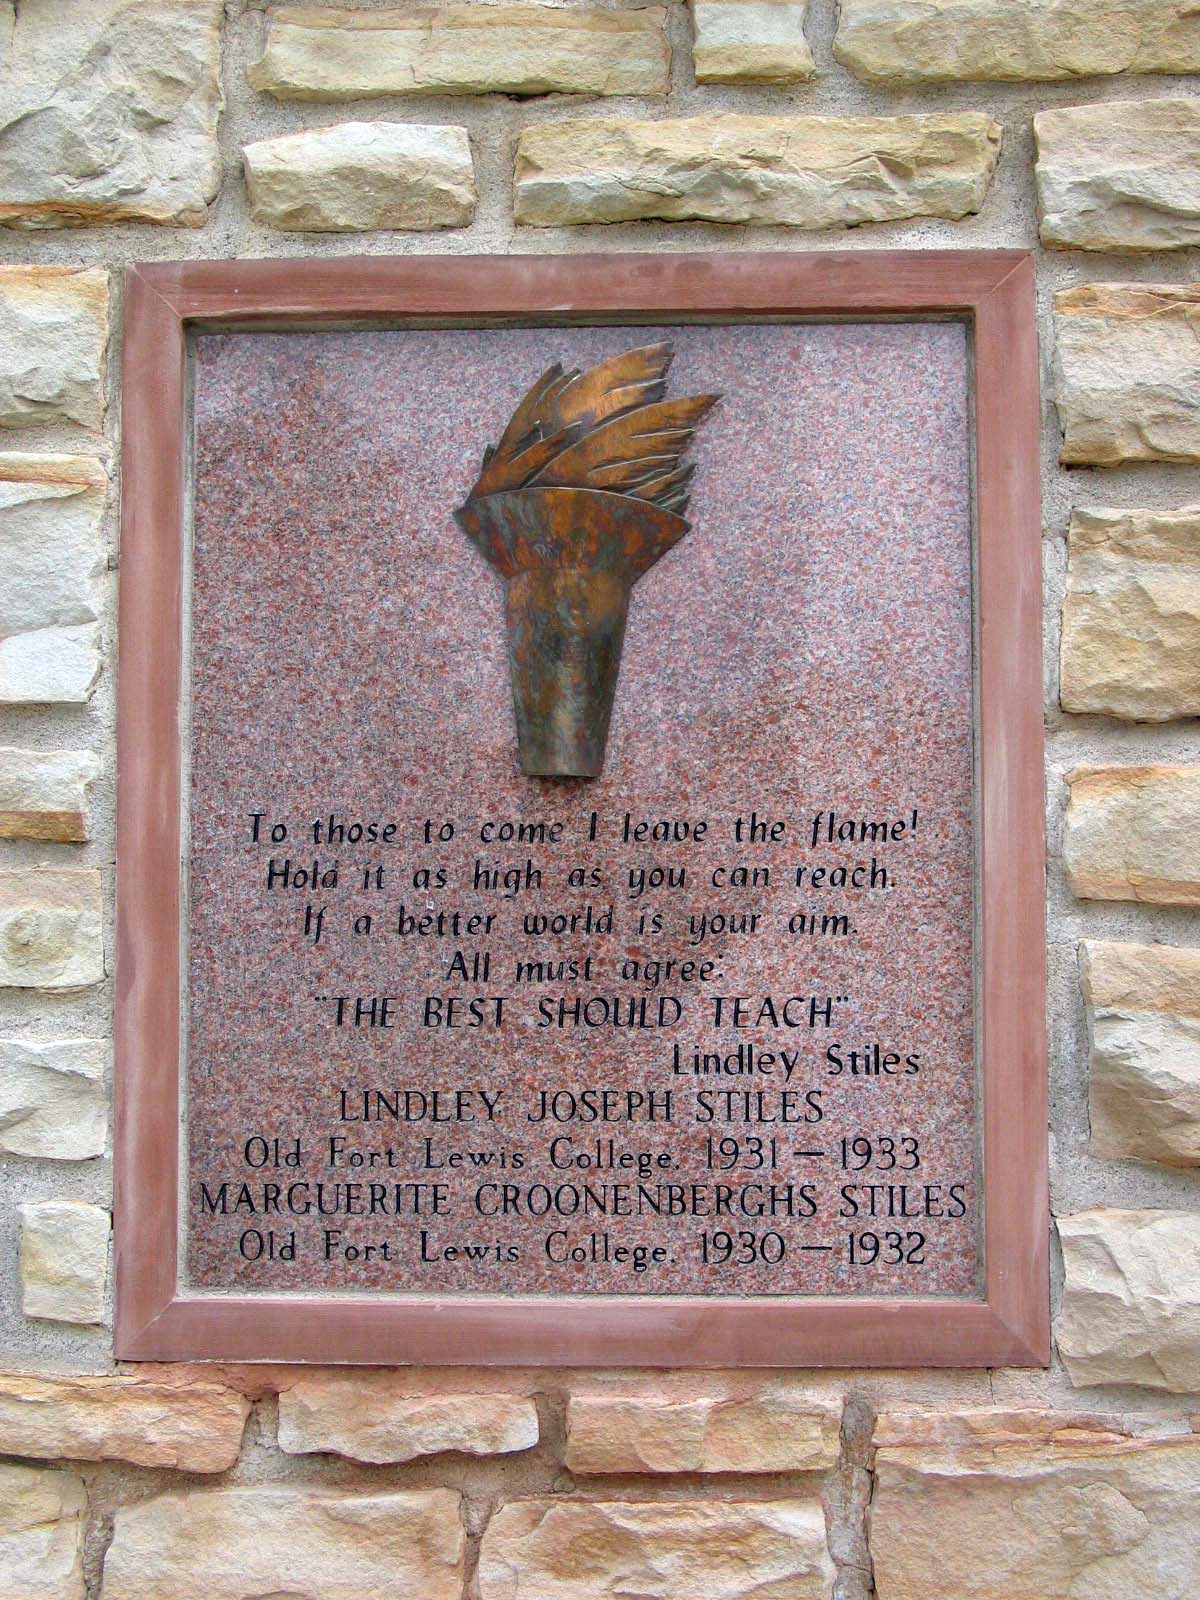 To those to come I leave the flame!
Hold it as high as you can reach.
If a better world is your aim.
All must agree:
"THE BEST SHOULD TEACH"
Lindley Stiles
LINDLEY JOSEPH STILES
Old Fort Lewis College. 1931 — 1933
MARGUERITE CROONENBERGHS STILES
Old Fort Lewis College. 1930 — 1932